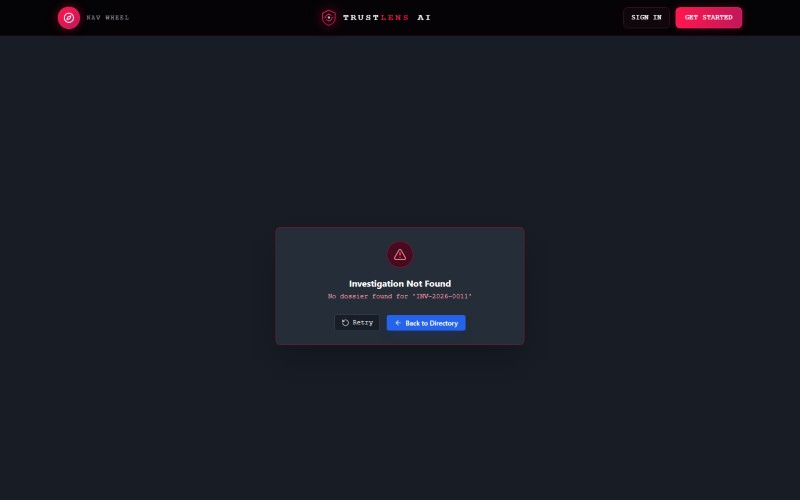 NAV WHEEL
TRUSTLENS AI
SIGN IN
GET STARTED
Investigation Not Found
No dossier found for "INV-2026-0011"
Retry
Back to Directory